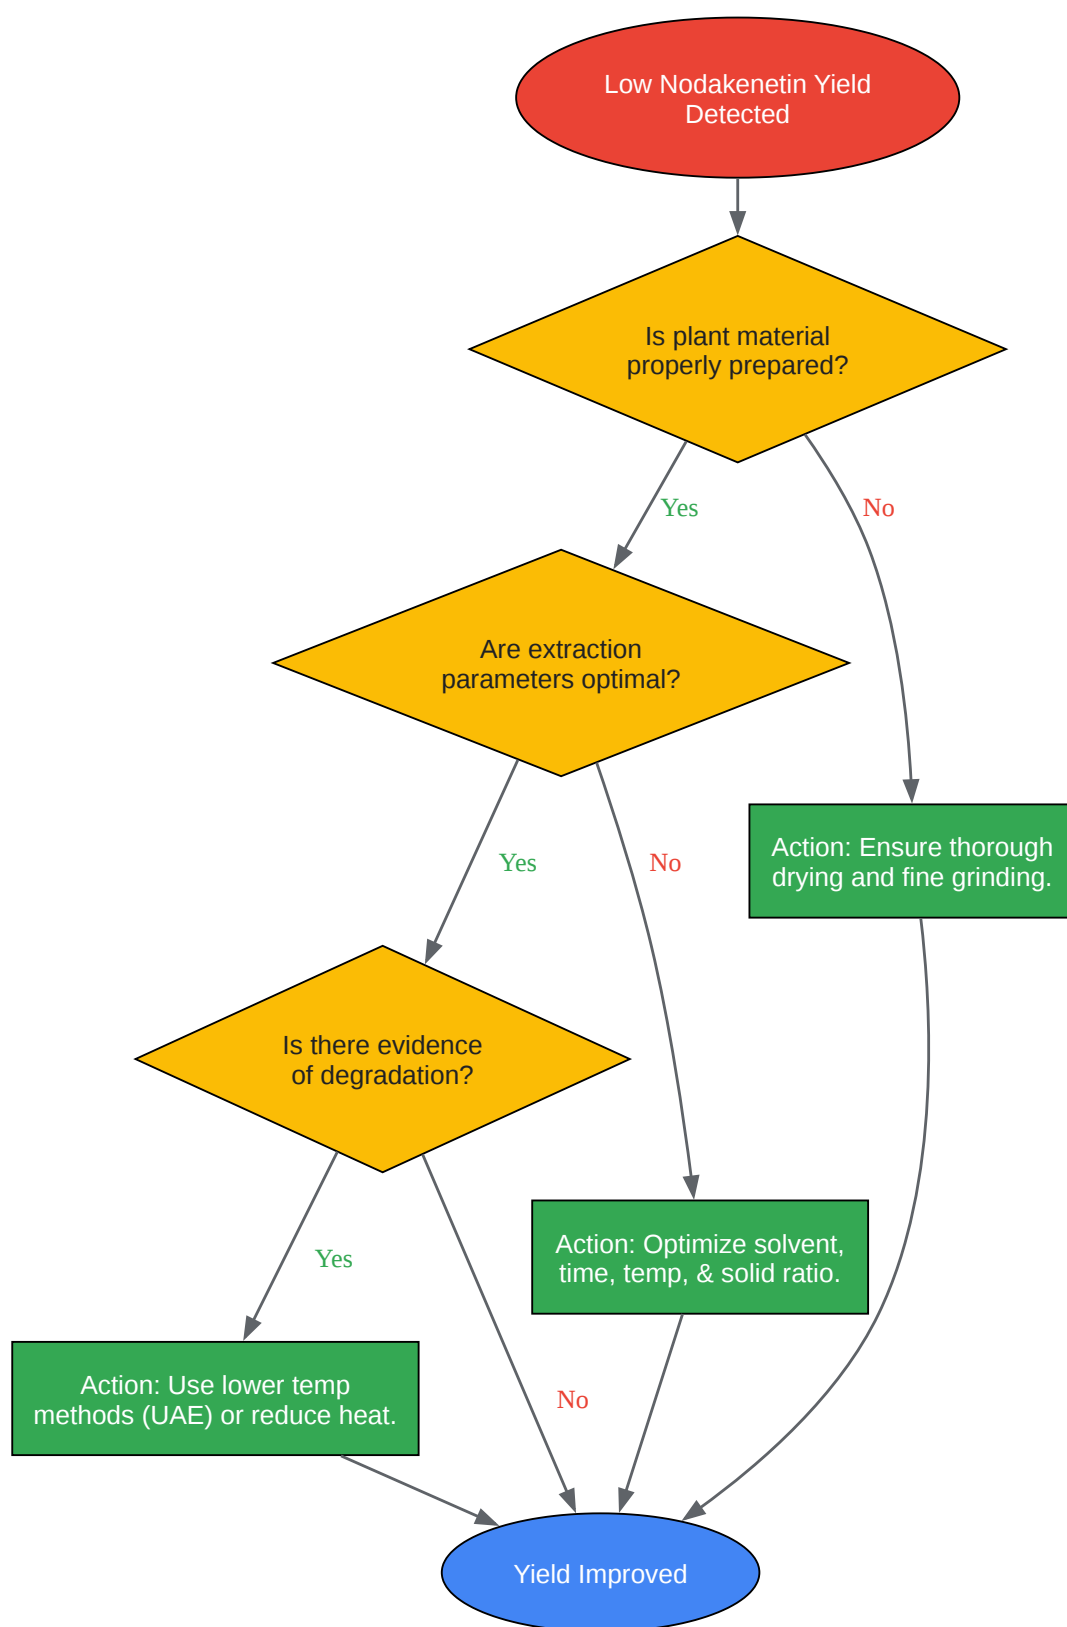 Low Nodakenetin Yield
Detected
Is plant material
properly prepared?
Yes
No
Are extraction
parameters optimal?
Yes
No
Action: Ensure thorough
drying and fine grinding.
Is there evidence
of degradation?
Yes
No
Action: Optimize solvent,
time, temp, & solid ratio.
Action: Use lower temp
methods (UAE) or reduce heat.
Yield Improved